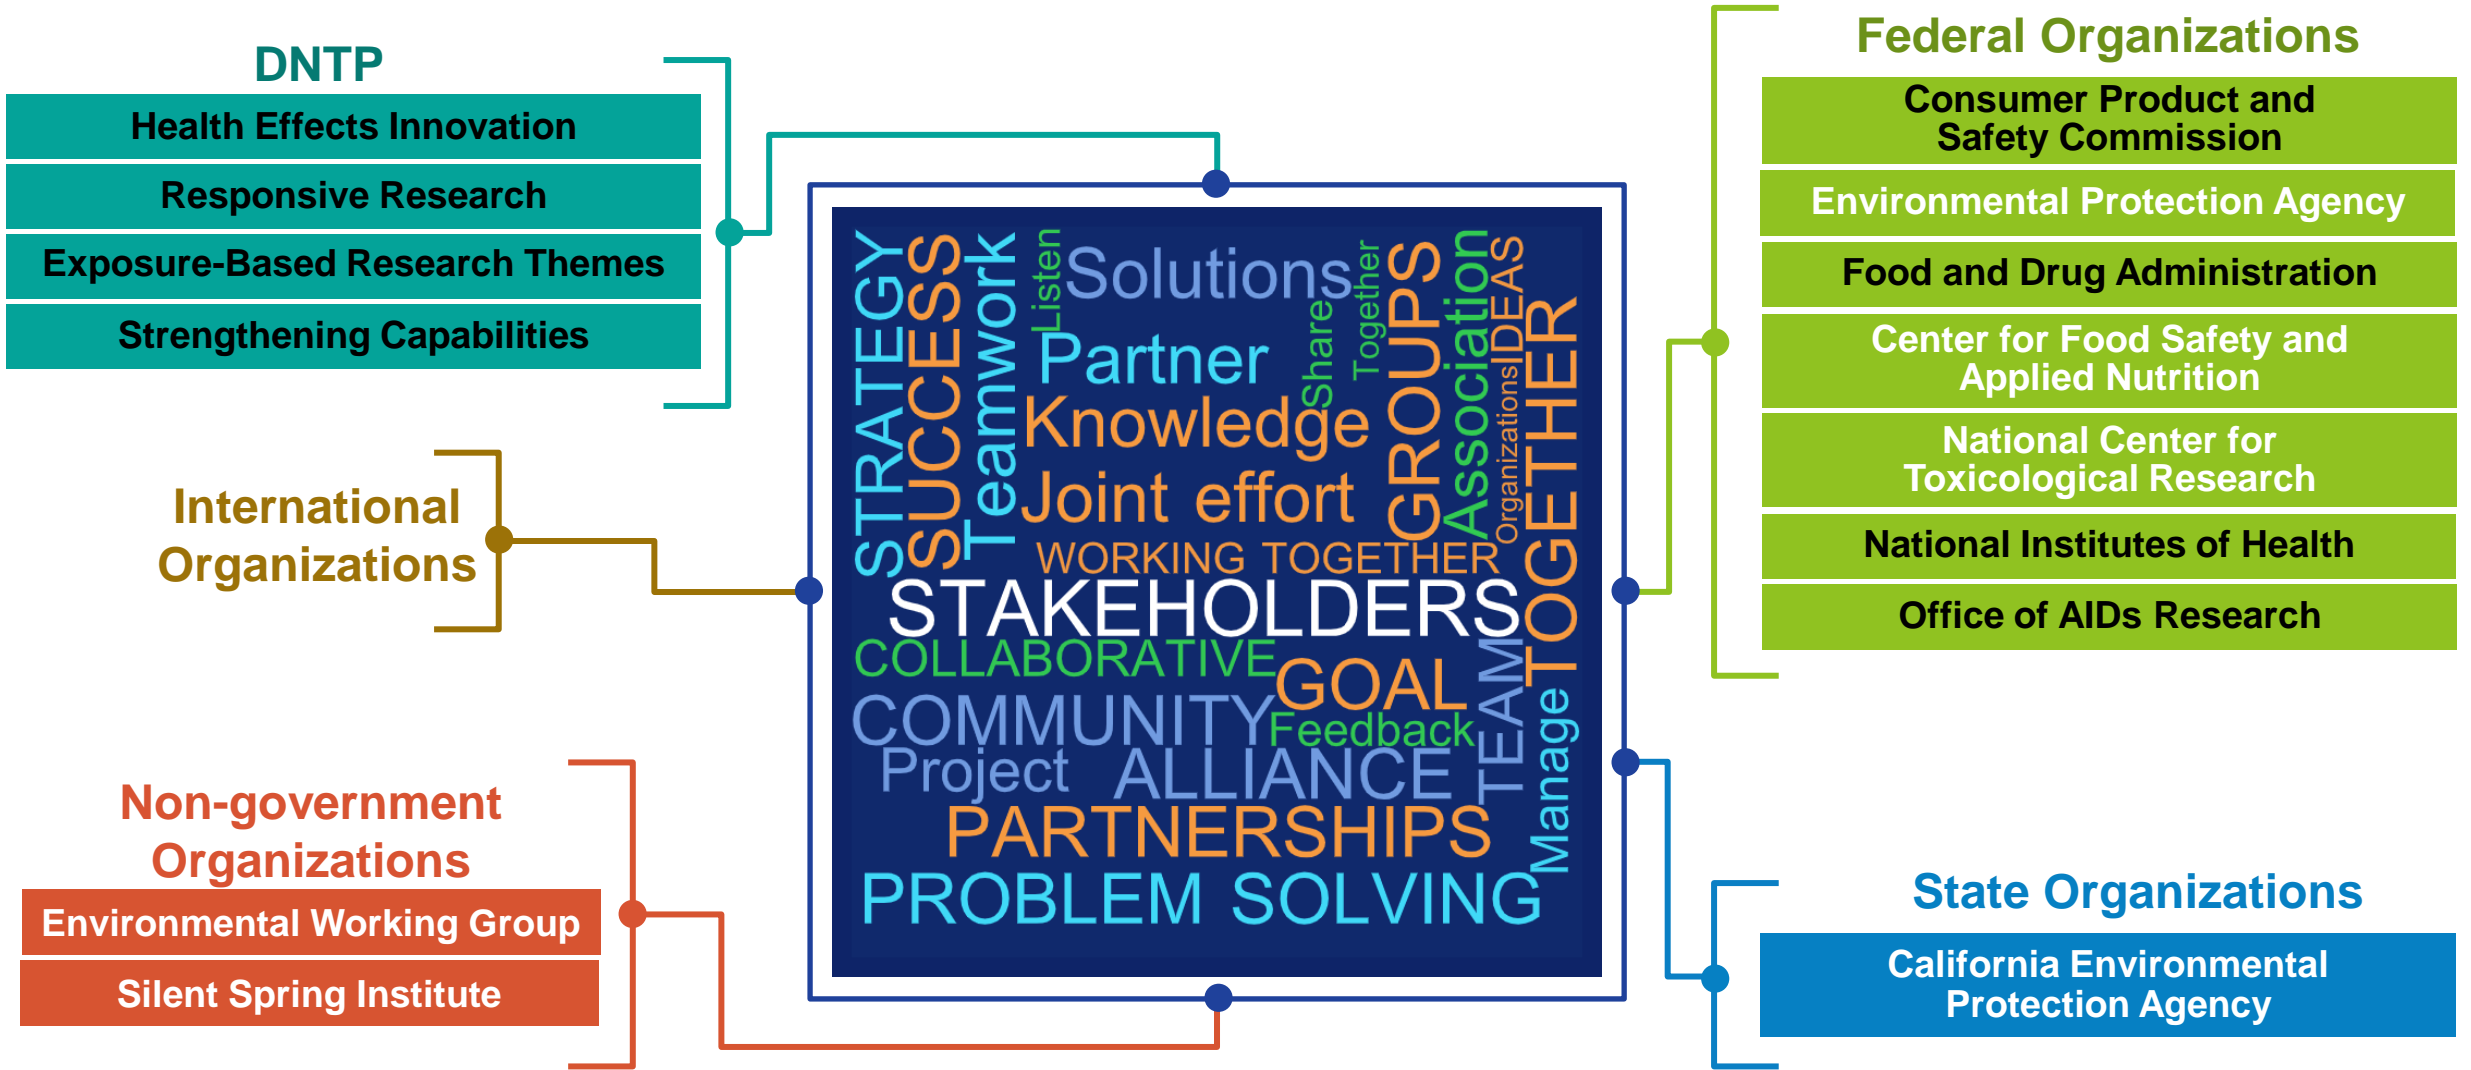 DNTP
Health Effects Innovation
Responsive Research
Exposure-Based Research Themes
Strengthening Capabilities
International
Organizations
Non-government
Organizations
Environmental Working Group
Silent Spring Institute
STRATEGY
SUCCESS
Teamwork
Listen
Solutions
Together
Share
Partner
Knowledge
Joint effort
GROUPS
Association
IDEAS
Organizations
TOGETHER
WORKING TOGETHER
STAKEHOLDERS
COLLABORATIVE
GOAL
COMMUNITY
Feedback
TEAM
Manage
Project
ALLIANCE
PARTNERSHIPS
PROBLEM SOLVING
Federal Organizations
Consumer Product and
Safety Commission
Environmental Protection Agency
Food and Drug Administration
Center for Food Safety and
Applied Nutrition
National Center for
Toxicological Research
National Institutes of Health
Office of AIDs Research
State Organizations
California Environmental
Protection Agency